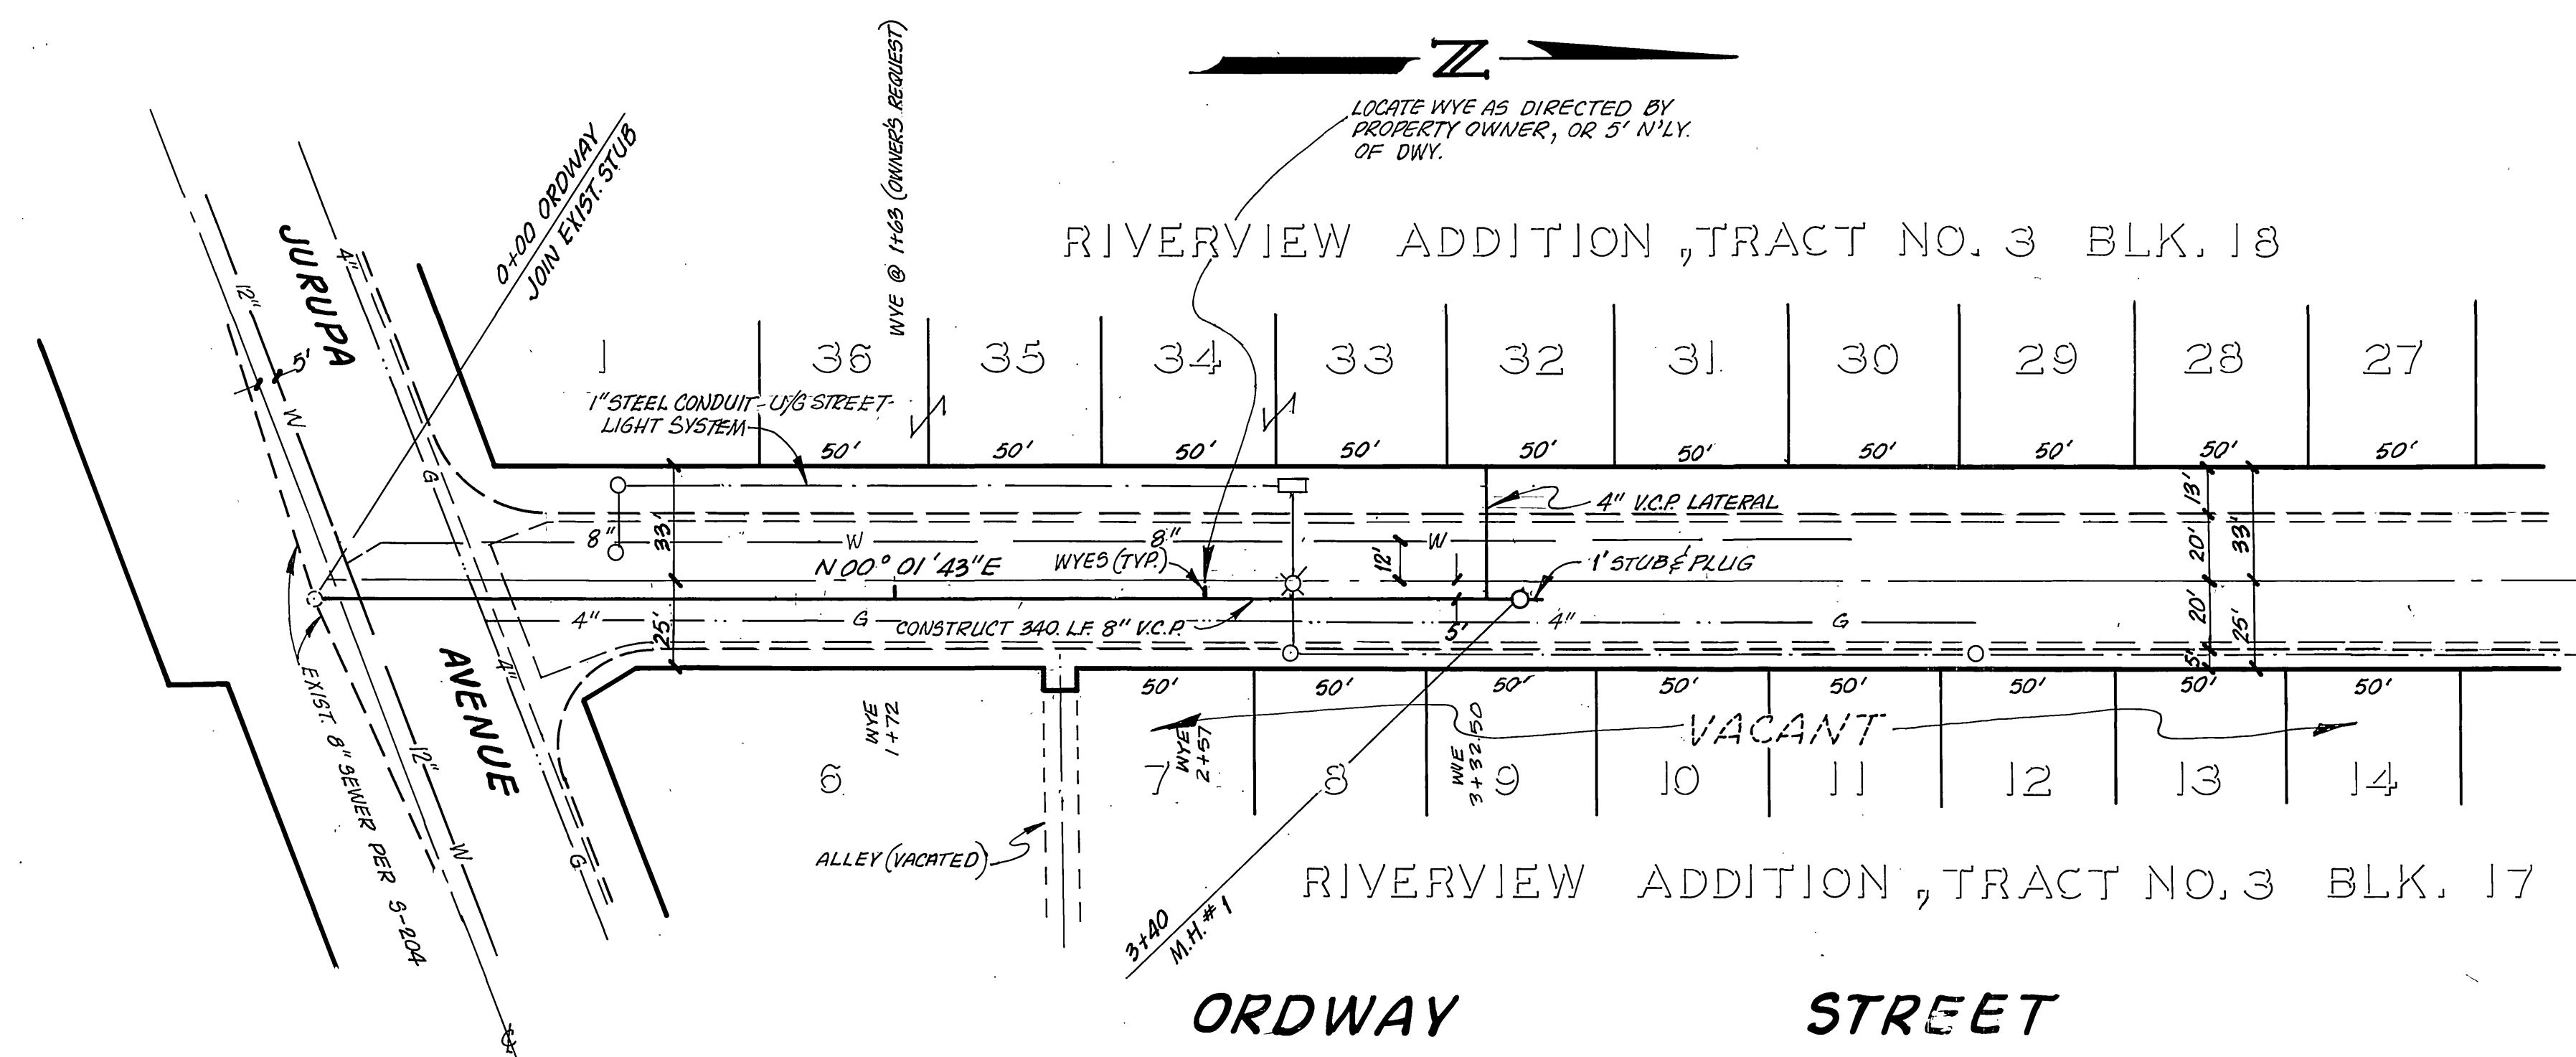 N
LOCATE WYE AS DIRECTED BY
PROPERTY OWNER, OR 5' N'LY.
OF DWY.
WYE @ 1+63 (OWNER'S REQUEST)
0+00 ORDWAY
JOIN EXIST. STUB
RIVERVIEW ADDITION, TRACT NO. 3 BLK. 18
JURUPA
4"
12"
5'
W
G
1 36 35 34 33 32 31 30 29 28 27
1" STEEL CONDUIT - U/G STREET-
LIGHT SYSTEM
50' 50' 50' 50' 50' 50' 50' 50' 50' 50'
4" V.C.P. LATERAL
13'
33'
8" W 8" W
20'
33'
N 00° 01' 43" E
WYES (TYP.)
12'
1' STUB & PLUG
4" G
CONSTRUCT 340. LF. 8" V.C.P.
5'
4" G
25'
20'
25'
5'
EXIST. 8" SEWER PER S-204
AVENUE
4"
12"
W
G
50' 50' 50' 50' 50' 50' 50' 50'
WYE
1+72
WYE
2+57
WYE
3+32.50
VACANT
6 7 8 9 10 11 12 13 14
ALLEY (VACATED)
RIVERVIEW ADDITION, TRACT NO. 3 BLK. 17
3+40
M.H. #1
ORDWAY STREET